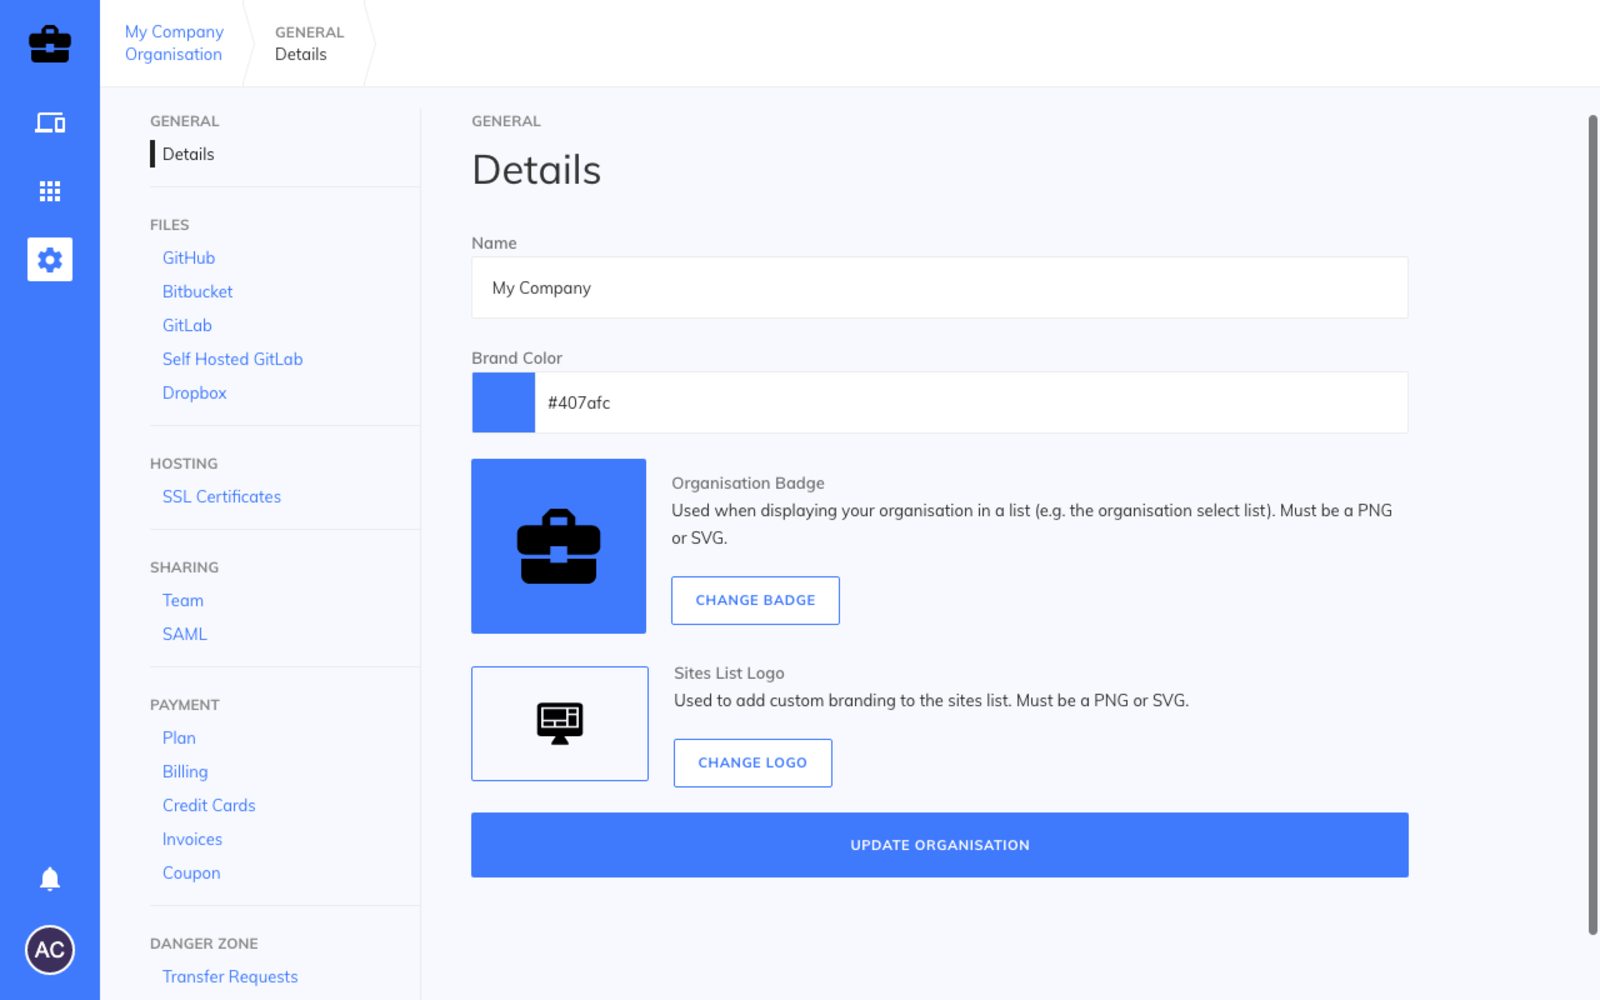 My Company
Organisation
GENERAL
Details
GENERAL
Details
FILES
GitHub
Bitbucket
GitLab
Self Hosted GitLab
Dropbox
HOSTING
SSL Certificates
SHARING
Team
SAML
PAYMENT
Plan
Billing
Credit Cards
Invoices
Coupon
DANGER ZONE
Transfer Requests
AC
GENERAL
Details
Name
My Company
Brand Color
#407afc
Organisation Badge
Used when displaying your organisation in a list (e.g. the organisation select list). Must be a PNG
or SVG.
CHANGE BADGE
Sites List Logo
Used to add custom branding to the sites list. Must be a PNG or SVG.
CHANGE LOGO
UPDATE ORGANISATION